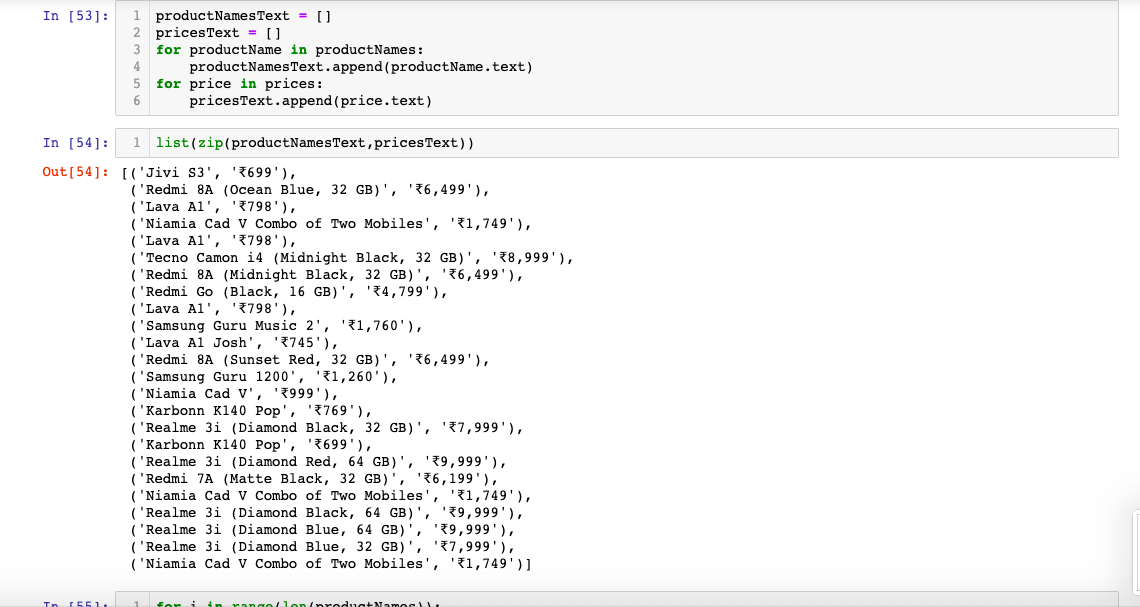 In [53]:
1 productNamesText = []
2 pricesText = []
3 for productName in productNames:
4     productNamesText.append(productName.text)
5 for price in prices:
6     pricesText.append(price.text)
In [54]:
1 list(zip(productNamesText,pricesText))
Out[54]: [('Jivi S3', '₹699'),
('Redmi 8A (Ocean Blue, 32 GB)', '₹6,499'),
('Lava A1', '₹798'),
('Niamia Cad V Combo of Two Mobiles', '₹1,749'),
('Lava A1', '₹798'),
('Tecno Camon i4 (Midnight Black, 32 GB)', '₹8,999'),
('Redmi 8A (Midnight Black, 32 GB)', '₹6,499'),
('Redmi Go (Black, 16 GB)', '₹4,799'),
('Lava A1', '₹798'),
('Samsung Guru Music 2', '₹1,760'),
('Lava A1 Josh', '₹745'),
('Redmi 8A (Sunset Red, 32 GB)', '₹6,499'),
('Samsung Guru 1200', '₹1,260'),
('Niamia Cad V', '₹999'),
('Karbonn K140 Pop', '₹769'),
('Realme 3i (Diamond Black, 32 GB)', '₹7,999'),
('Karbonn K140 Pop', '₹699'),
('Realme 3i (Diamond Red, 64 GB)', '₹9,999'),
('Redmi 7A (Matte Black, 32 GB)', '₹6,199'),
('Niamia Cad V Combo of Two Mobiles', '₹1,749'),
('Realme 3i (Diamond Black, 64 GB)', '₹9,999'),
('Realme 3i (Diamond Blue, 64 GB)', '₹9,999'),
('Realme 3i (Diamond Blue, 32 GB)', '₹7,999'),
('Niamia Cad V Combo of Two Mobiles', '₹1,749')]
In [55]:
1 for i in range(len(productNames)):